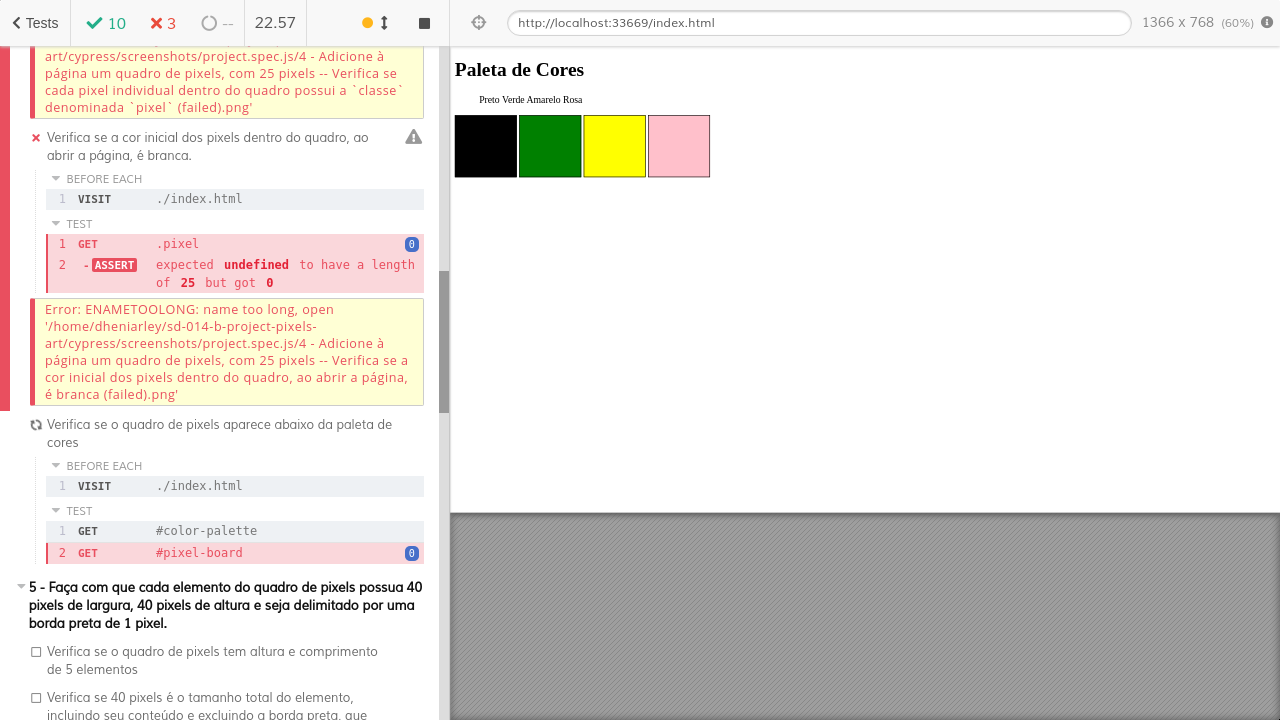 Tests
10
3
--
22.57
http://localhost:33669/index.html
1366 x 768 (60%)
art/cypress/screenshots/project.spec.js/4 - Adicione à
página um quadro de pixels, com 25 pixels -- Verifica se
cada pixel individual dentro do quadro possui a `classe`
denominada `pixel` (failed).png'
Verifica se a cor inicial dos pixels dentro do quadro, ao
abrir a página, é branca.
BEFORE EACH
1 VISIT ./index.html
TEST
1 GET .pixel 0
2 -ASSERT expected undefined to have a length
of 25 but got 0
Error: ENAMETOOLONG: name too long, open
'/home/dheniarley/sd-014-b-project-pixels-
art/cypress/screenshots/project.spec.js/4 - Adicione à
página um quadro de pixels, com 25 pixels -- Verifica se a
cor inicial dos pixels dentro do quadro, ao abrir a página,
é branca (failed).png'
Verifica se o quadro de pixels aparece abaixo da paleta de
cores
BEFORE EACH
1 VISIT ./index.html
TEST
1 GET #color-palette
2 GET #pixel-board 0
5 - Faça com que cada elemento do quadro de pixels possua 40
pixels de largura, 40 pixels de altura e seja delimitado por uma
borda preta de 1 pixel.
Verifica se o quadro de pixels tem altura e comprimento
de 5 elementos
Verifica se 40 pixels é o tamanho total do elemento,
incluindo seu conteúdo e excluindo a borda preta, que
Paleta de Cores
Preto Verde Amarelo Rosa